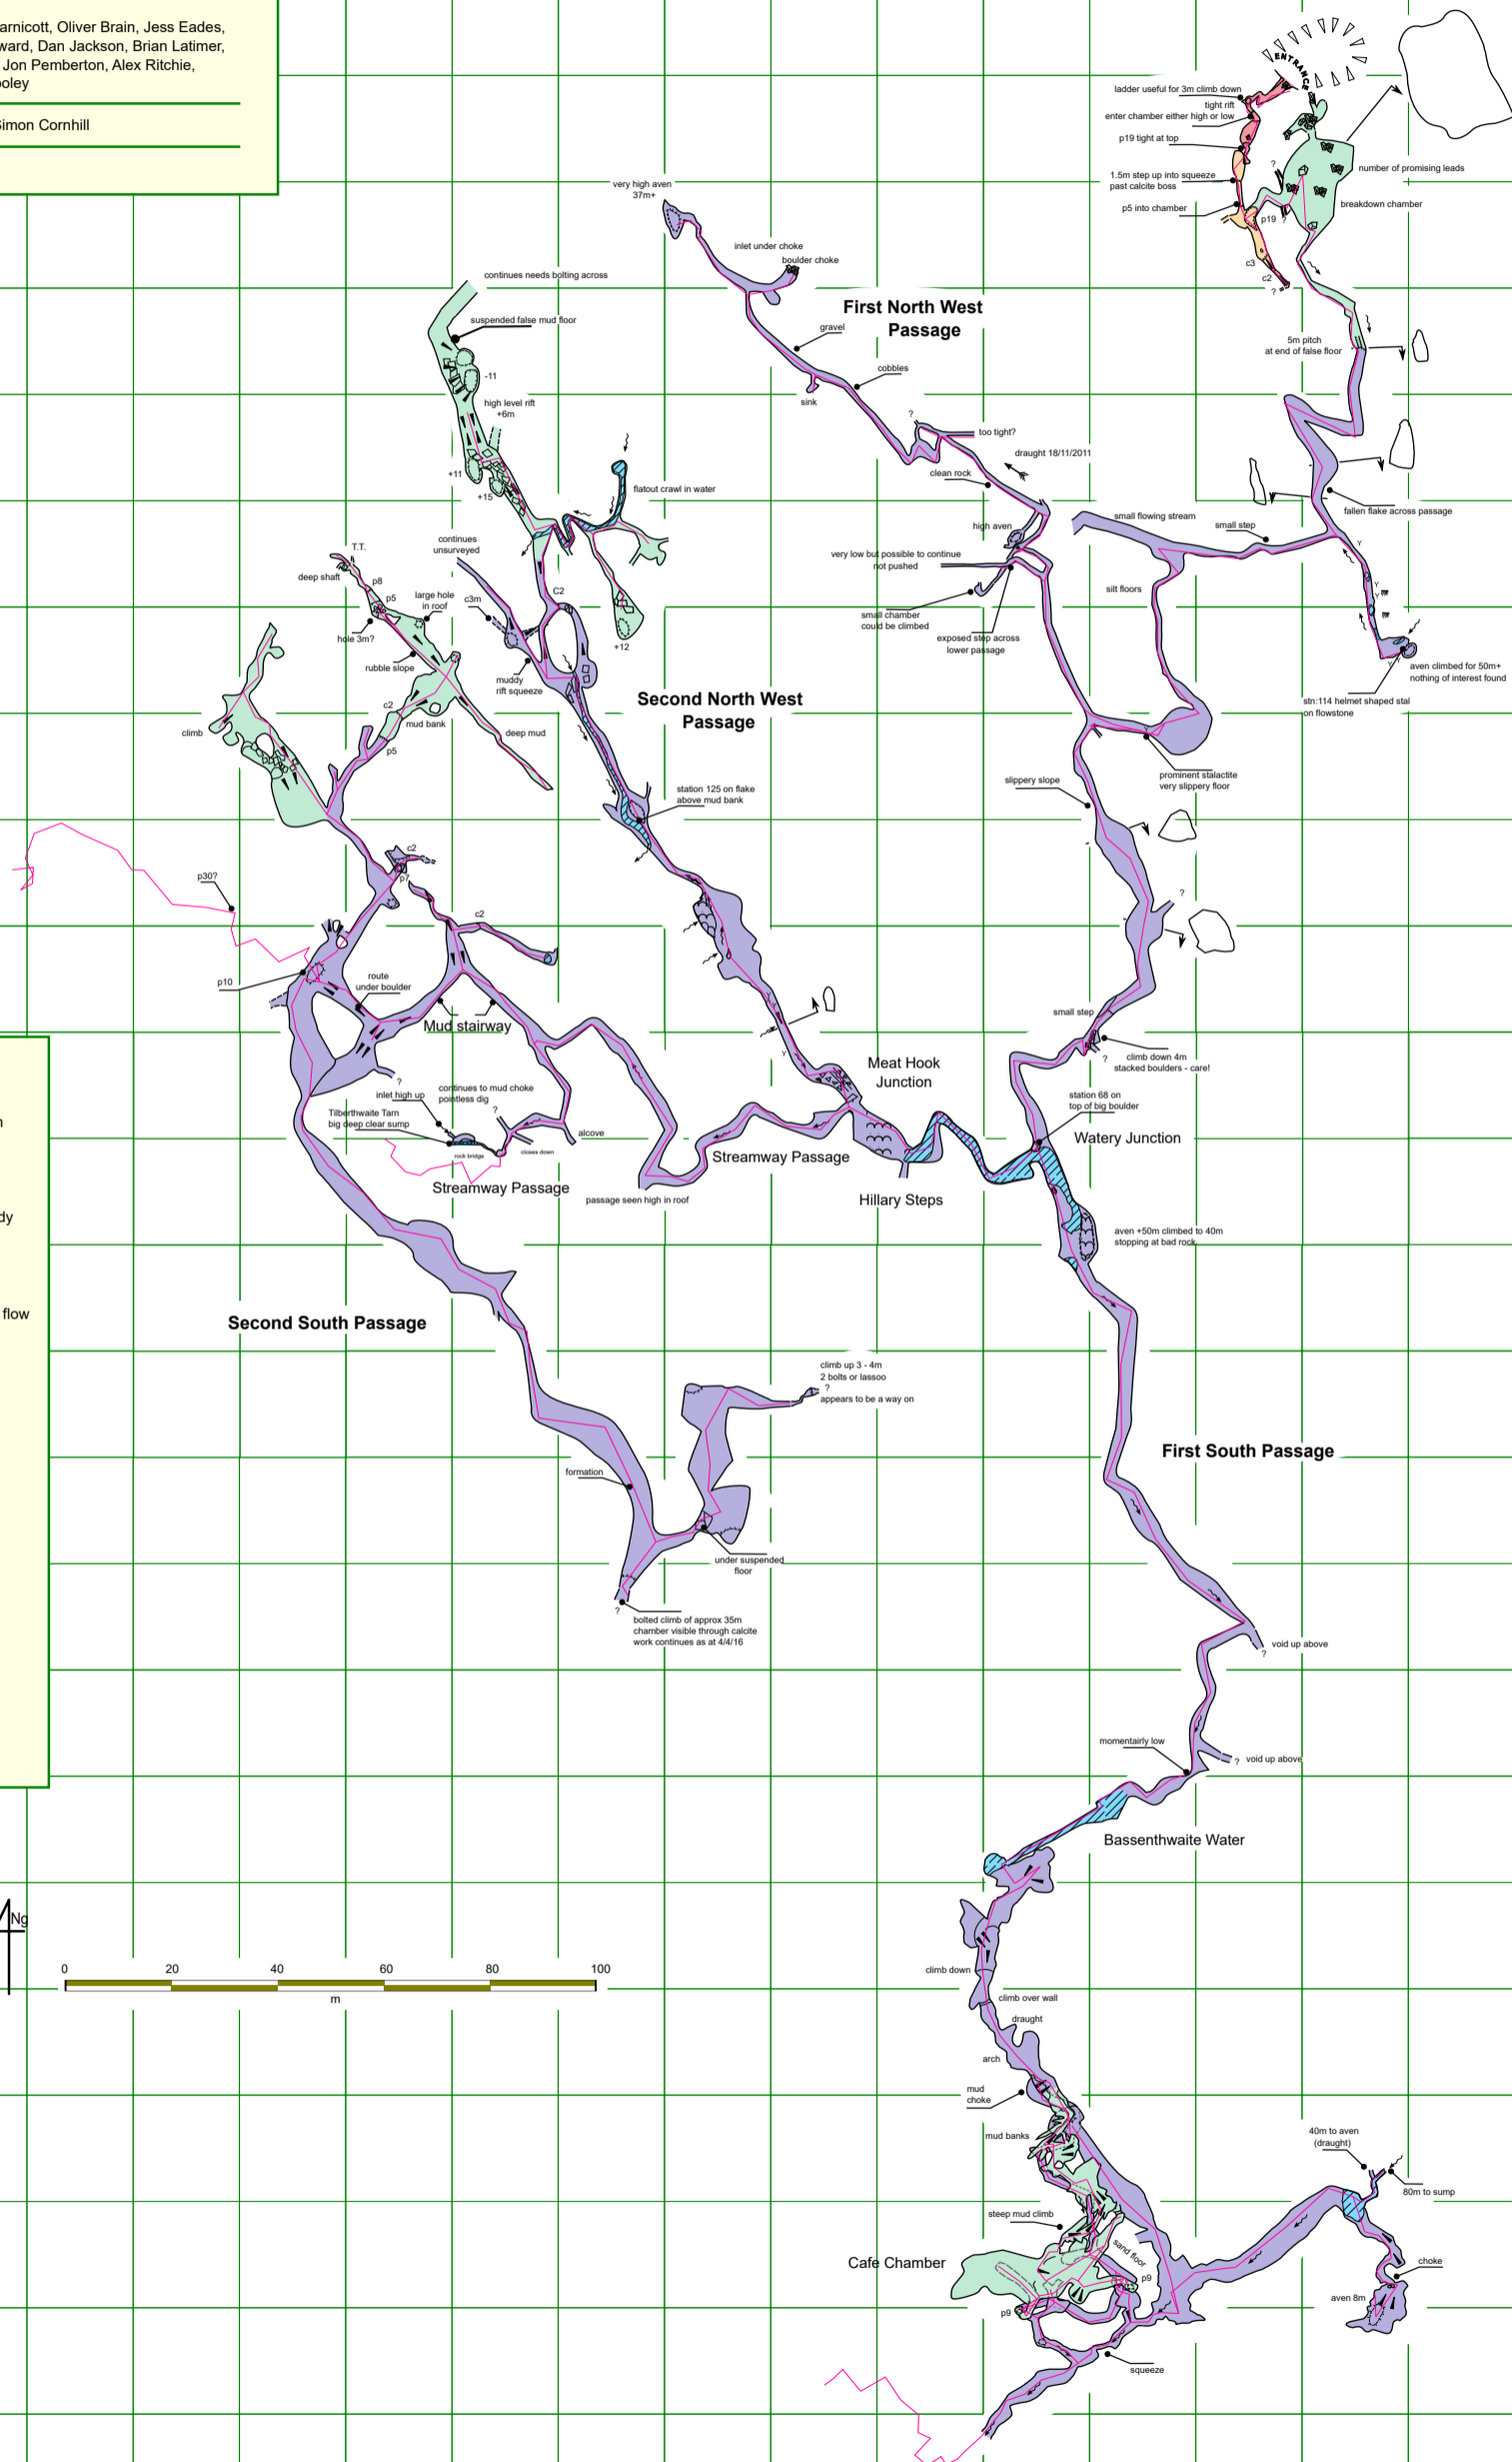 arnicott, Oliver Brain, Jess Eades,
ward, Dan Jackson, Brian Latimer,
Jon Pemberton, Alex Ritchie,
ooley
Simon Cornhill
ENTRANCE
ladder useful for 3m climb down
tight rift
enter chamber either high or low
p19 tight at top
1.5m step up into squeeze
past calcite boss
p5 into chamber
?
p19
?
number of promising leads
breakdown chamber
c3
c2
?
5m pitch
at end of false floor
very high aven
37m+
inlet under choke
boulder choke
First North West
Passage
gravel
cobbles
sink
?
too tight?
draught 18/11/2011
clean rock
high aven
very low but possible to continue
not pushed
small chamber
could be climbed
exposed step across
lower passage
small flowing stream
small step
fallen flake across passage
silt floors
Y
Y
Y
Y
Y
aven climbed for 50m+
nothing of interest found
stn:114 helmet shaped stal
on flowstone
prominent stalactite
very slippery floor
slippery slope
?
small step
?
climb down 4m
stacked boulders - care!
station 68 on
top of big boulder
Watery Junction
continues needs bolting across
suspended false mud floor
-11
high level rift
+6m
+11
+15
flatout crawl in water
continues
unsurveyed
c3m
C2
+12
muddy
rift squeeze
Second North West
Passage
station 125 on flake
above mud bank
T.T.
deep shaft
p8
p5
large hole
in roof
hole 3m?
rubble slope
c2
mud bank
p5
deep mud
climb
c2
p7
c2
p30?
p10
route
under boulder
Mud stairway
?
inlet high up
continues to mud choke
pointless dig
?
Tilberthwaite Tarn
big deep clear sump
rock bridge
closes down
alcove
Streamway Passage
passage seen high in roof
Streamway Passage
Y
Y
Meat Hook
Junction
Hillary Steps
aven +50m climbed to 40m
stopping at bad rock
n
dy
flow
Second South Passage
climb up 3 - 4m
2 bolts or lassoo
?
appears to be a way on
formation
under suspended
floor
?
bolted climb of approx 35m
chamber visible through calcite
work continues as at 4/4/16
First South Passage
void up above
?
momentairly low
?
void up above
Bassenthwaite Water
Ng
0
20
40
60
80
100
m
climb down
climb over wall
draught
arch
mud
choke
mud banks
steep mud climb
Cafe Chamber
sand floor
p9
p9
squeeze
40m to aven
(draught)
80m to sump
choke
aven 8m